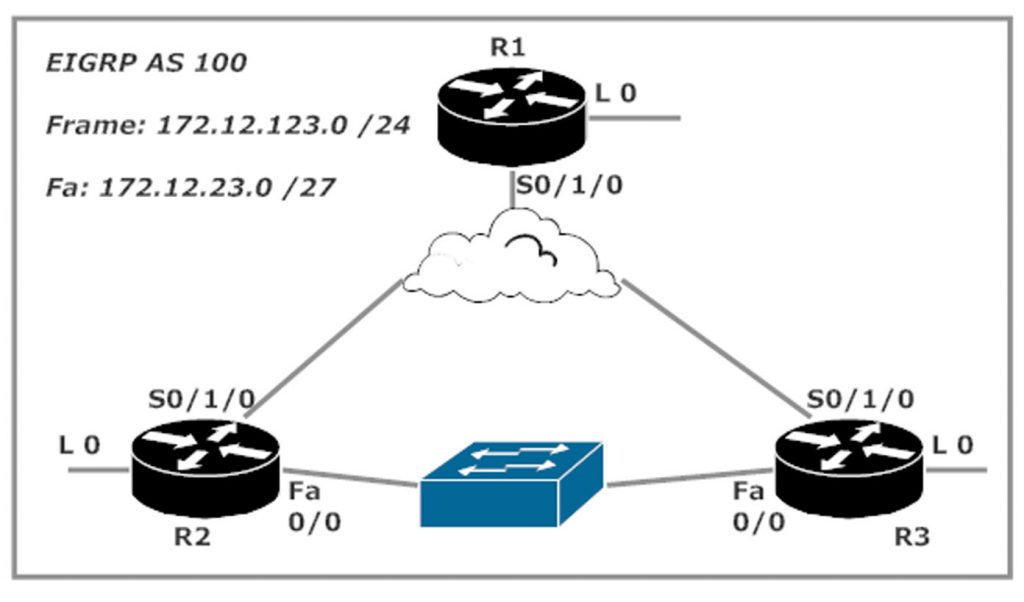 EIGRP AS 100
Frame: 172.12.123.0 /24
Fa: 172.12.23.0 /27
R1
L 0
S0/1/0
S0/1/0
S0/1/0
L 0
L 0
Fa
0/0
Fa
0/0
R2
R3